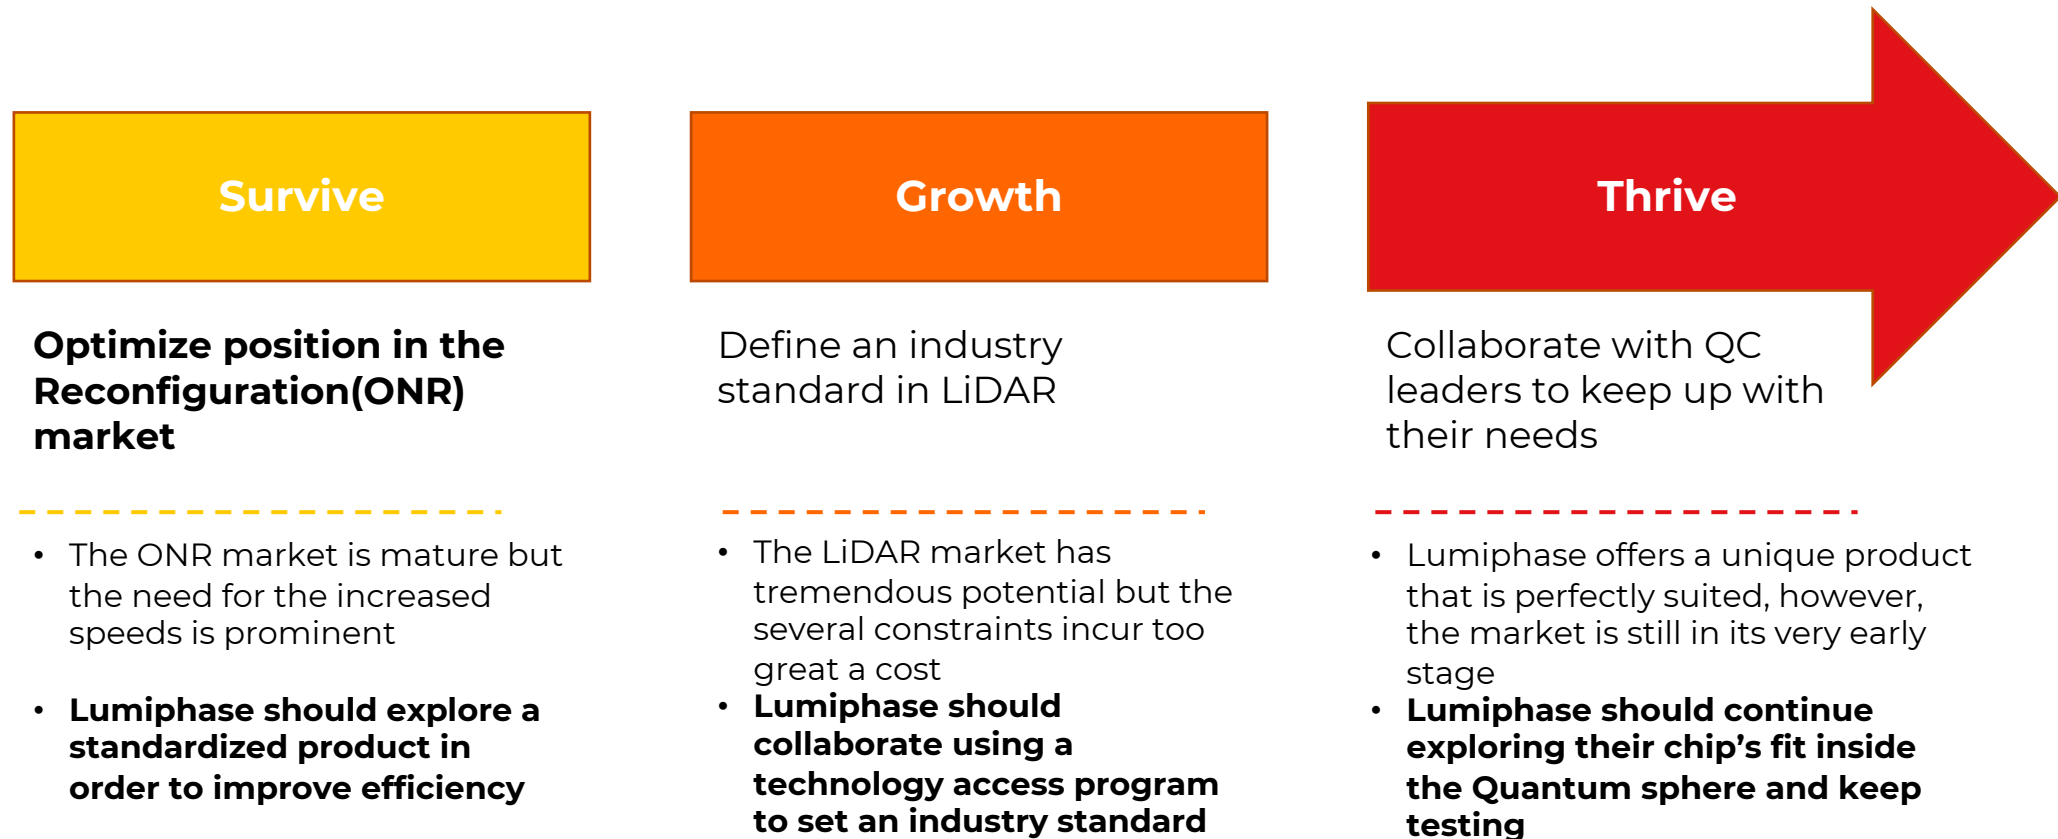 Survive
Optimize position in the
Reconfiguration(ONR)
market
• The ONR market is mature but
the need for the increased
speeds is prominent
• Lumiphase should explore a
standardized product in
order to improve efficiency
Growth
Define an industry
standard in LiDAR
• The LiDAR market has
tremendous potential but the
several constraints incur too
great a cost
• Lumiphase should
collaborate using a
technology access program
to set an industry standard
Thrive
Collaborate with QC
leaders to keep up with
their needs
• Lumiphase offers a unique product
that is perfectly suited, however,
the market is still in its very early
stage
• Lumiphase should continue
exploring their chip’s fit inside
the Quantum sphere and keep
testing